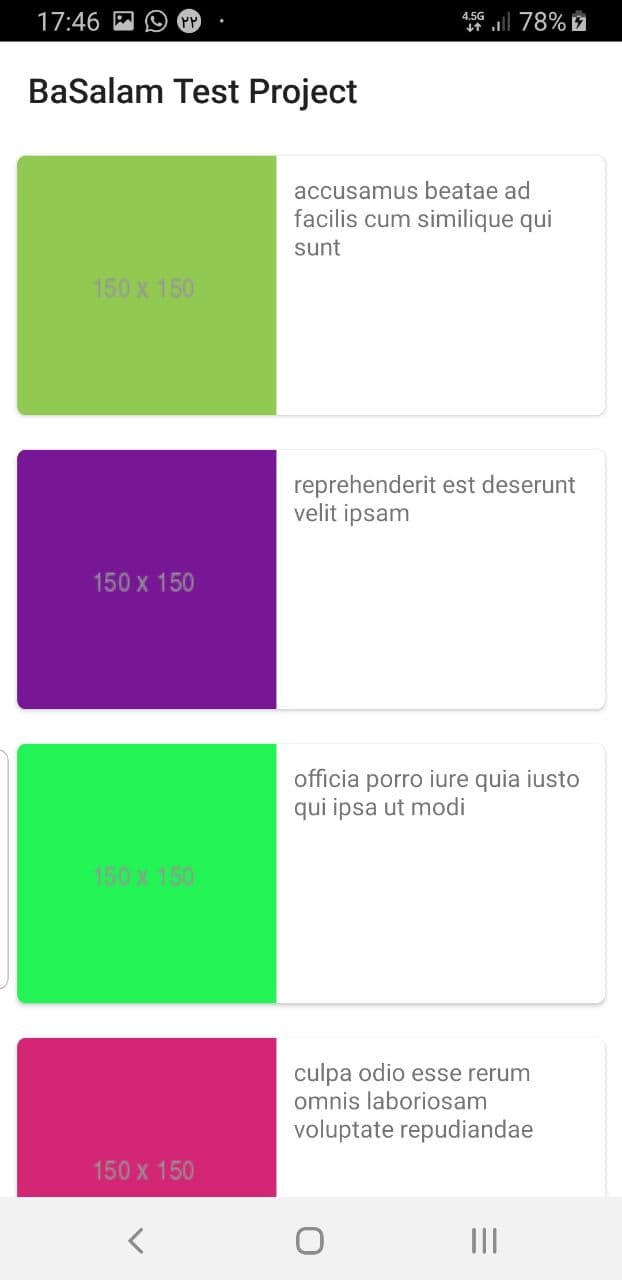 17:46 ۲۲ 4.5G 78%
BaSalam Test Project
accusamus beatae ad
facilis cum similique qui
sunt
150 x 150
reprehenderit est deserunt
velit ipsam
150 x 150
officia porro iure quia iusto
qui ipsa ut modi
150 x 150
culpa odio esse rerum
omnis laboriosam
voluptate repudiandae
150 x 150